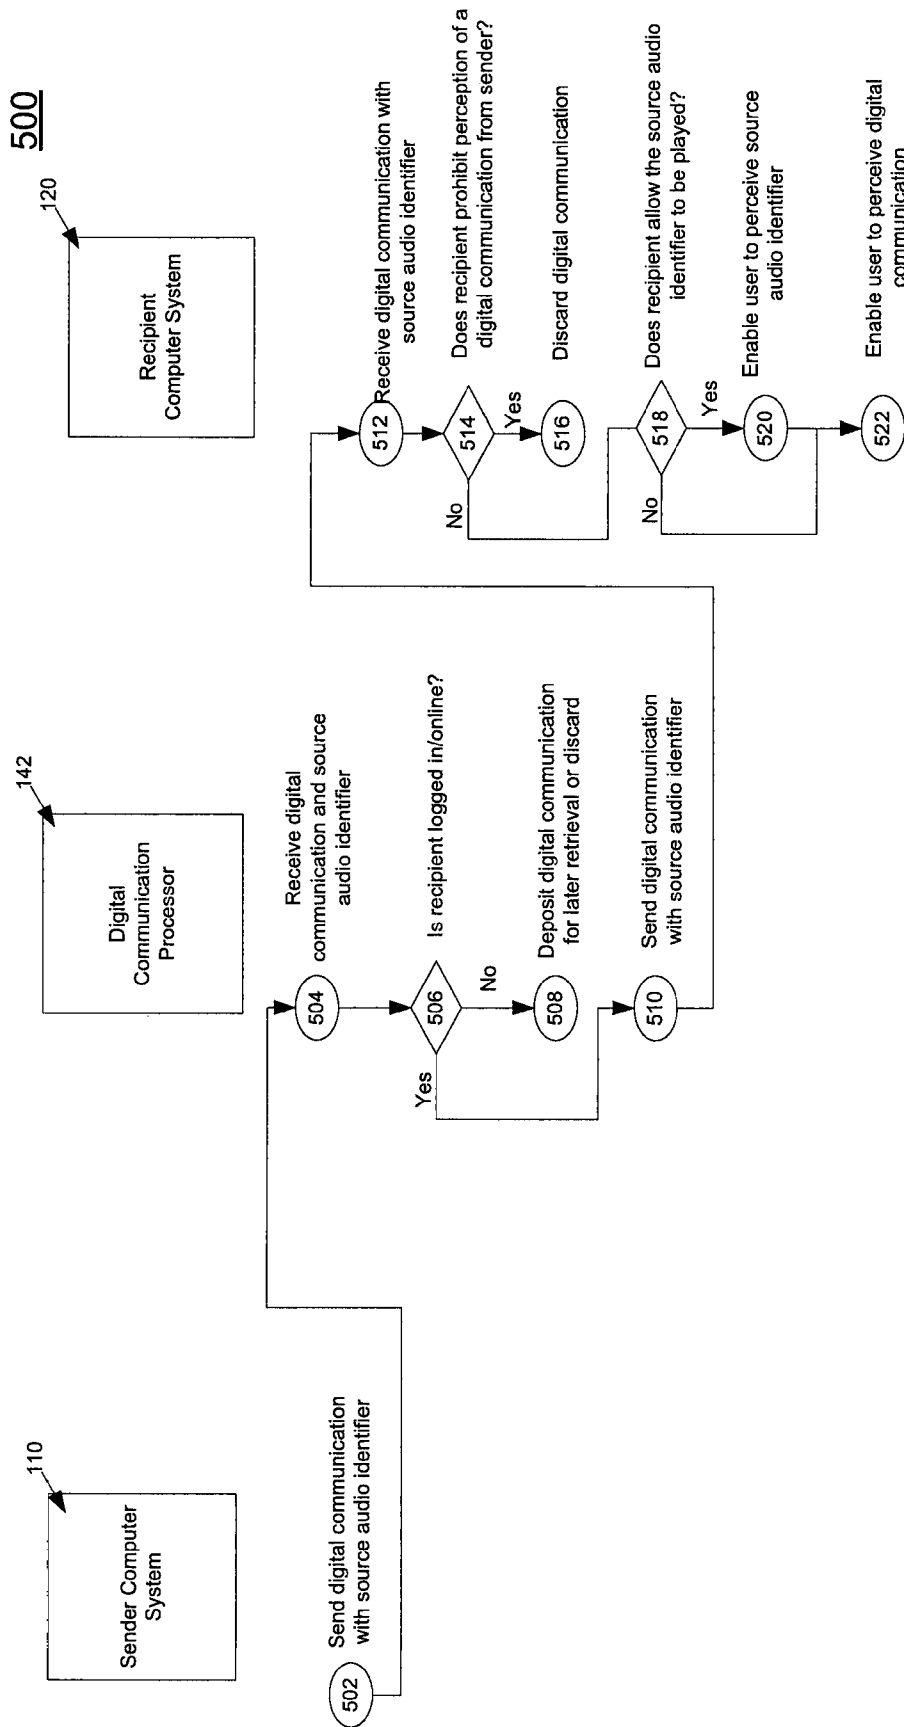 500
110
Sender Computer
System
142
Digital
Communication
Processor
120
Recipient
Computer System
502
Send digital communication
with source audio identifier
504
Receive digital
communication and source
audio identifier
506
Is recipient logged in/online?
Yes
No
508
Deposit digital communication
for later retrieval or discard
510
Send digital communication
with source audio identifier
512
Receive digital communication with
source audio identifier
514
Does recipient prohibit perception of a
digital communication from sender?
No
Yes
516
Discard digital communication
518
Does recipient allow the source audio
identifier to be played?
No
Yes
520
Enable user to perceive source
audio identifier
522
Enable user to perceive digital
communication